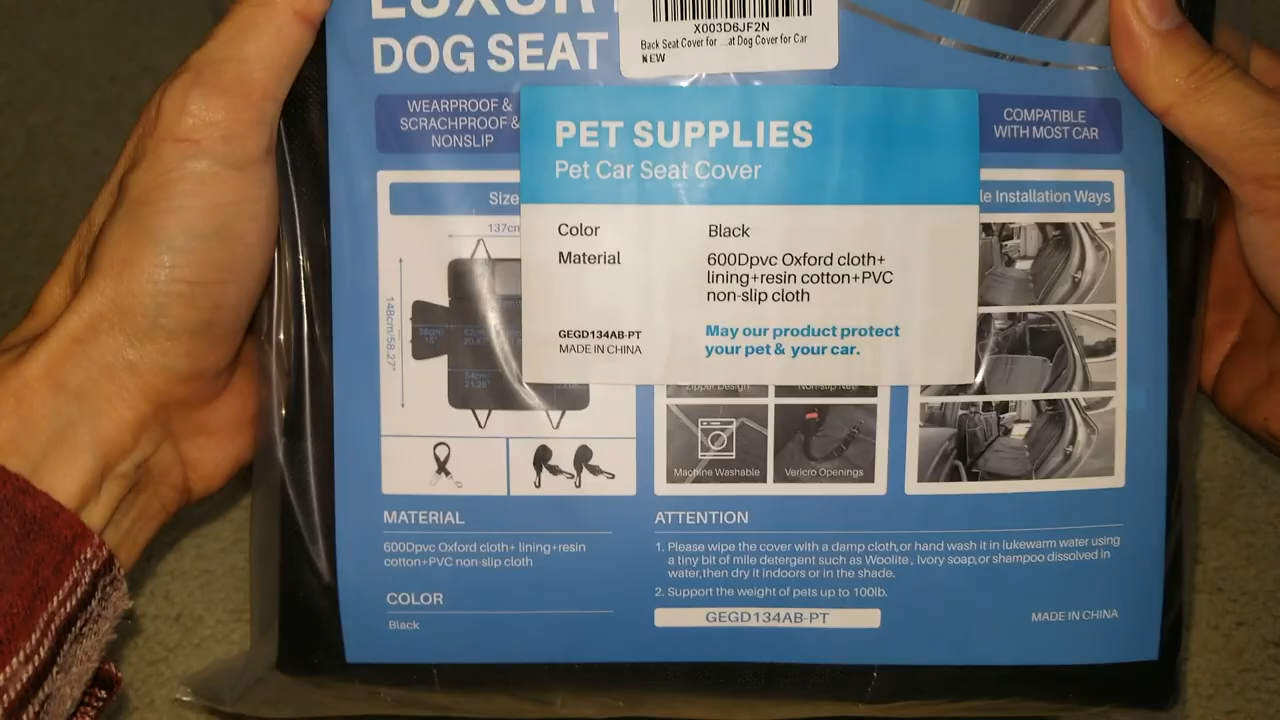 LUXURY
DOG SEAT
X003D6JF2N
Back Seat Cover for ....at Dog Cover for Car
NEW
WEARPROOF &
SCRACHPROOF &
NONSLIP
COMPATIBLE
WITH MOST CAR
PET SUPPLIES
Pet Car Seat Cover
Color Black
Material 600Dpvc Oxford cloth+
lining+resin cotton+PVC
non-slip cloth
GEGD134AB-PT
MADE IN CHINA
May our product protect
your pet & your car.
Size
137cm
148cm/58.27"
38cm
15"
54cm
21.26"
le Installation Ways
Zipper Design
Non-slip Net
Machine Washable
Vericro Openings
MATERIAL
600Dpvc Oxford cloth+ lining+resin
cotton+PVC non-slip cloth
COLOR
Black
ATTENTION
1. Please wipe the cover with a damp cloth,or hand wash it in lukewarm water using
a tiny bit of mile detergent such as Woolite , Ivory soap,or shampoo dissolved in
water,then dry it indoors or in the shade.
2. Support the weight of pets up to 100lb.
GEGD134AB-PT
MADE IN CHINA